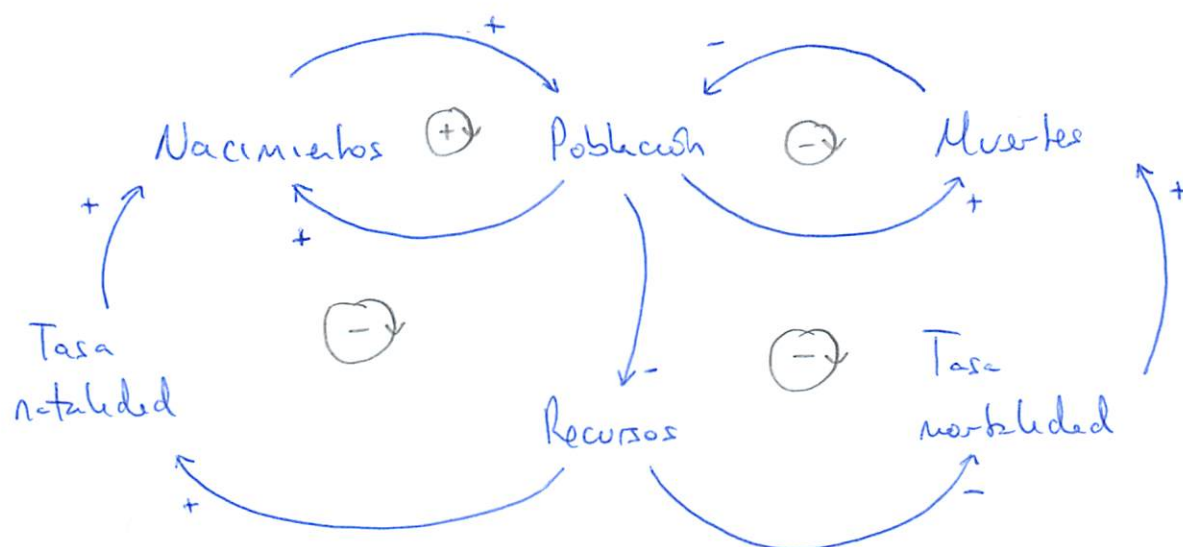 +
-
Nacimientos + Población - Muertes
+ + + +
- -
Tasa
natalidad
Tasa
mortalidad
-
Recursos
+ -